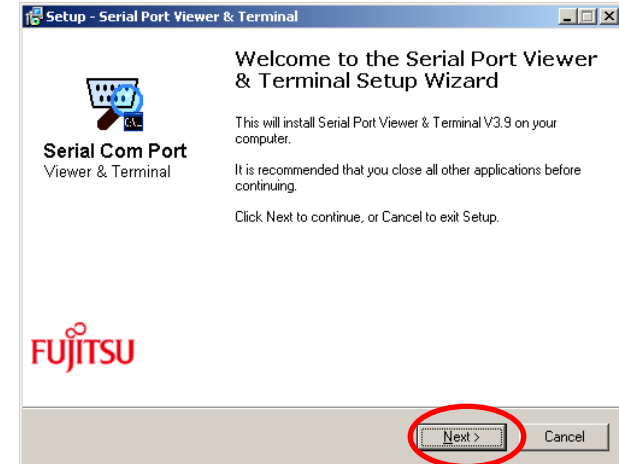 Setup - Serial Port Viewer & Terminal
Welcome to the Serial Port Viewer
& Terminal Setup Wizard
This will install Serial Port Viewer & Terminal V3.9 on your
computer.
It is recommended that you close all other applications before
continuing.
Click Next to continue, or Cancel to exit Setup.
C:\_
Serial Com Port
Viewer & Terminal
FUJITSU
Next >
Cancel